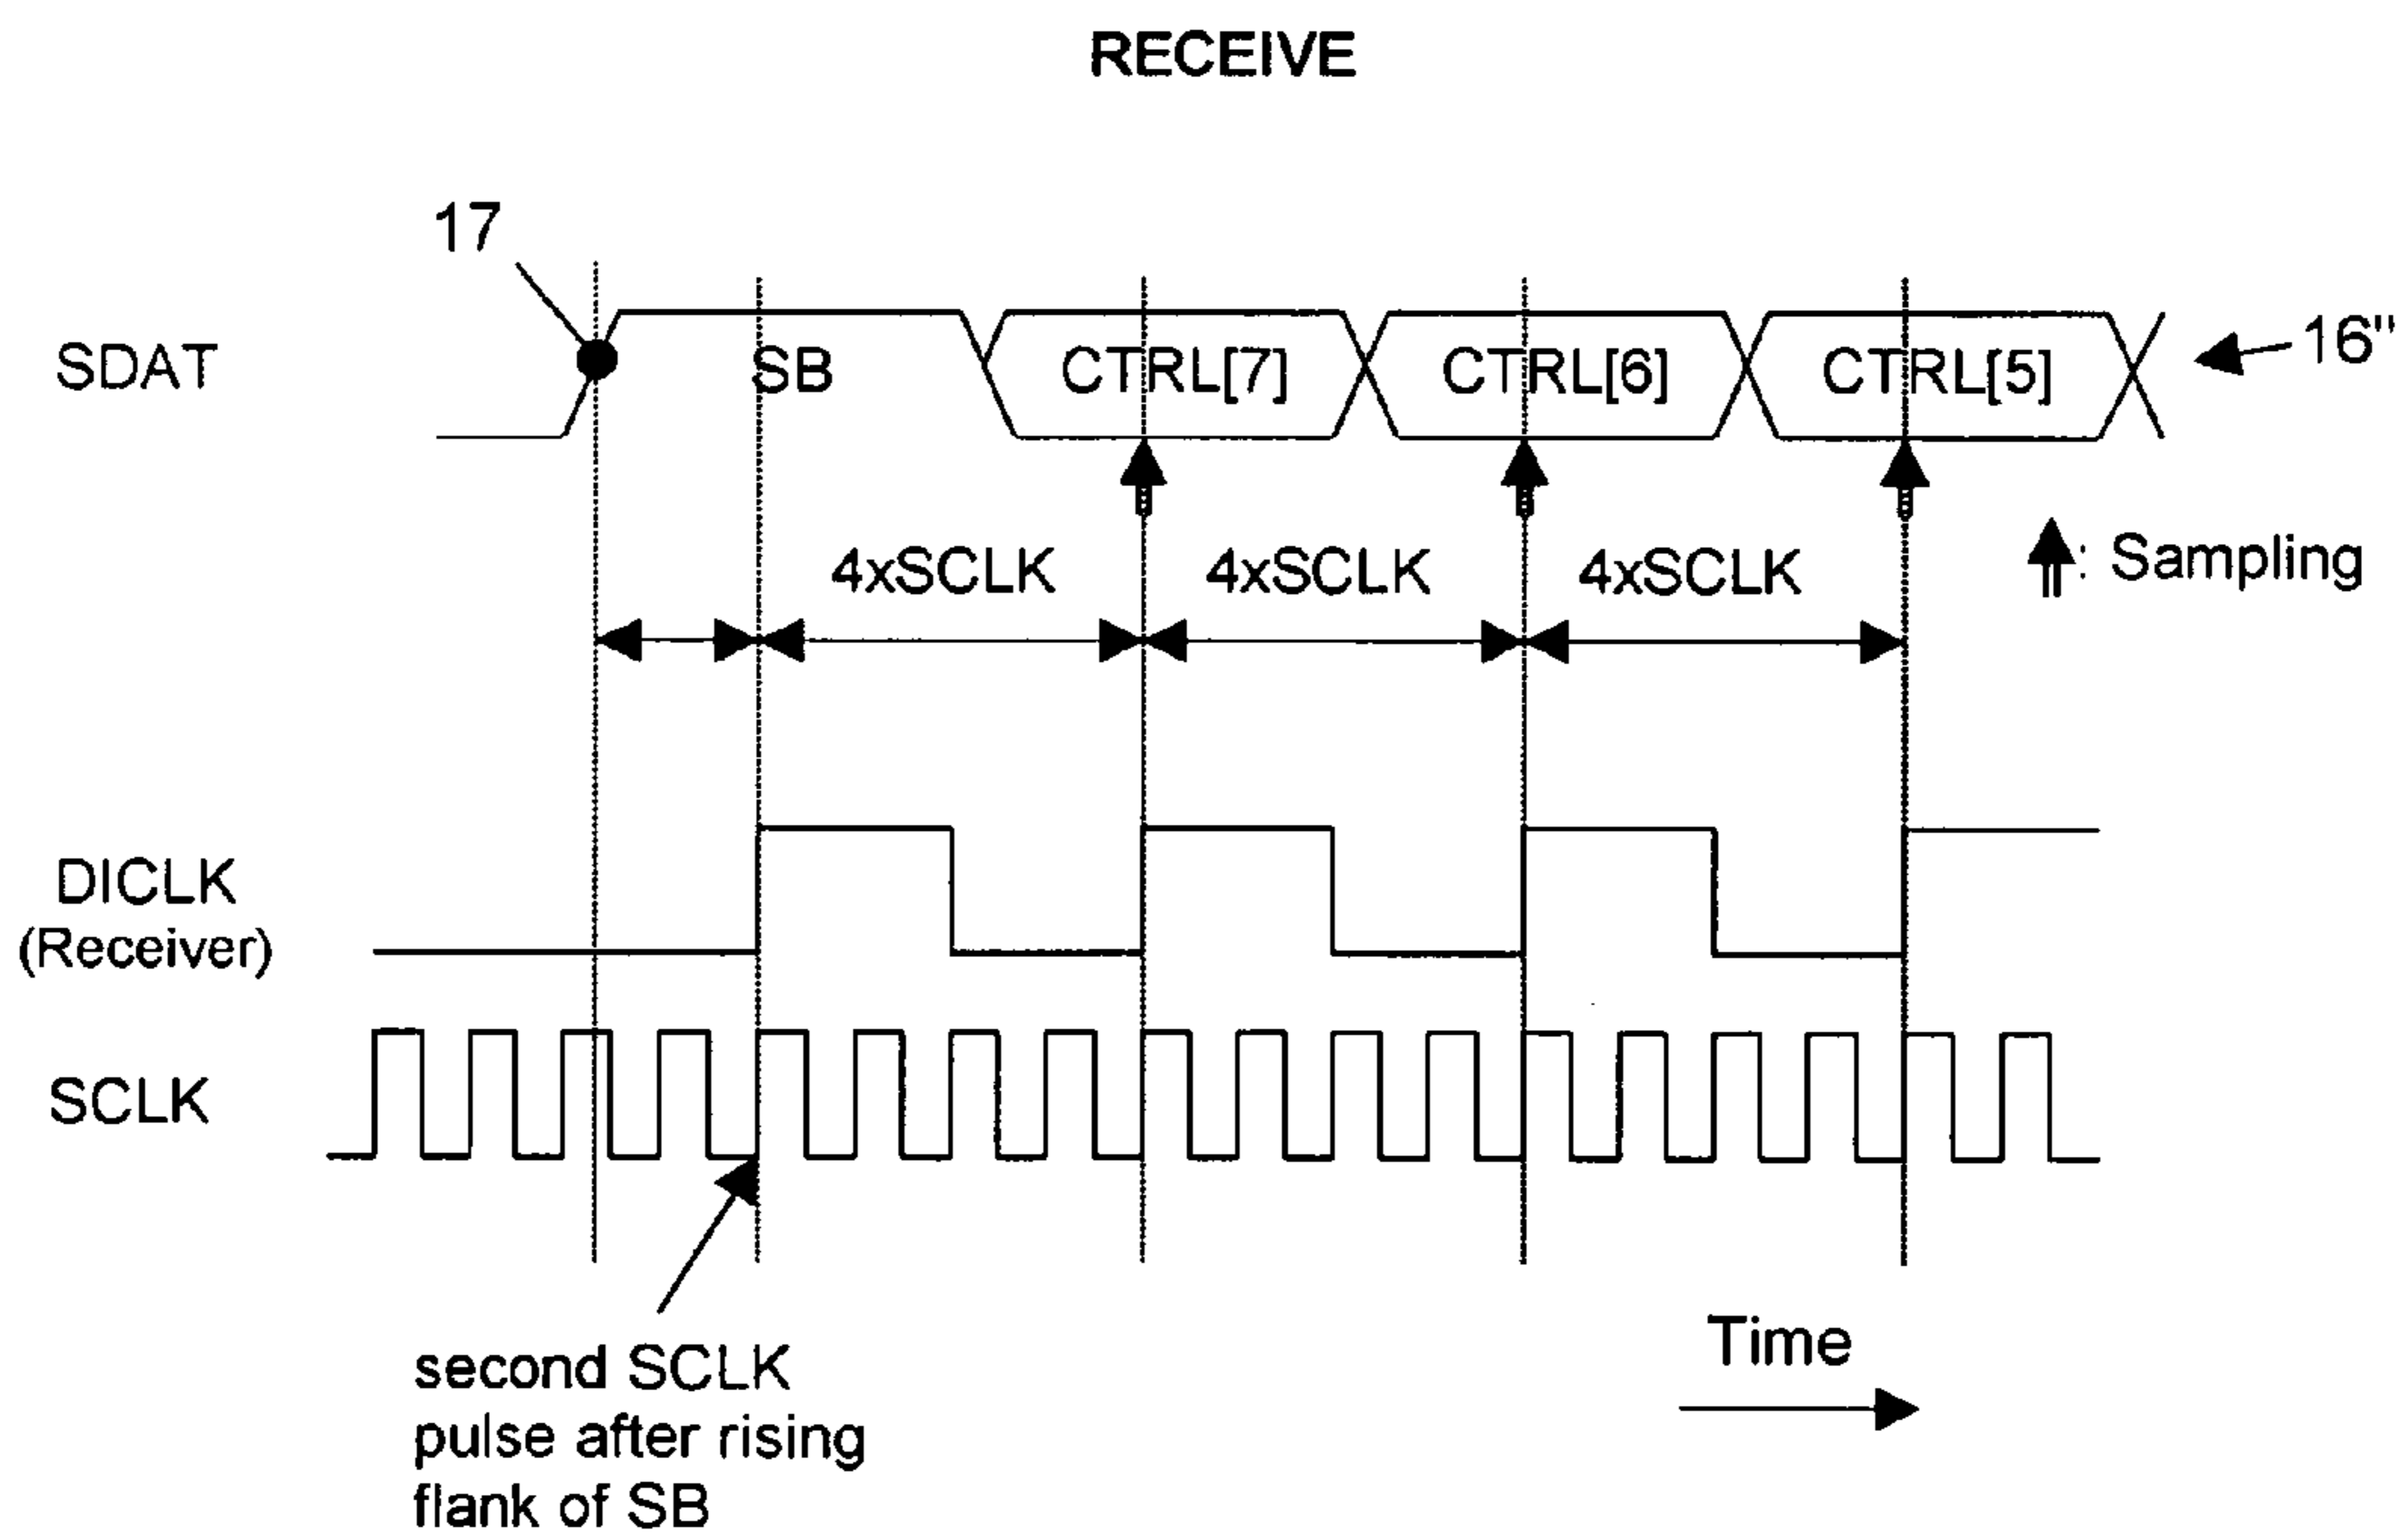 RECEIVE
17
SDAT
SB
CTRL[7]
CTRL[6]
CTRL[5]
16"
4xSCLK
4xSCLK
4xSCLK
: Sampling
DICLK
(Receiver)
SCLK
second SCLK
pulse after rising
flank of SB
Time